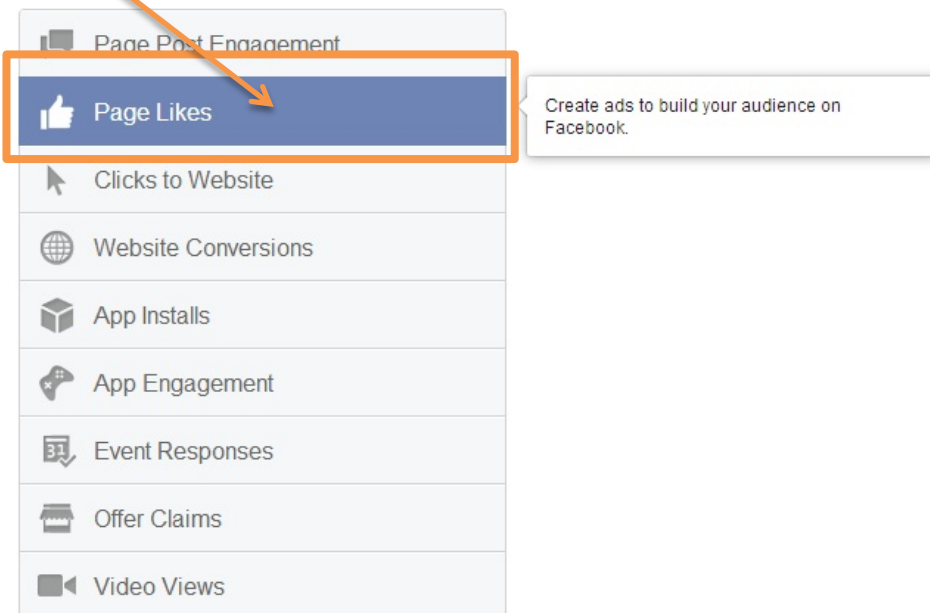 Page Post Engagement
Page Likes
Create ads to build your audience on
Facebook.
Clicks to Website
Website Conversions
App Installs
App Engagement
31
Event Responses
Offer Claims
Video Views